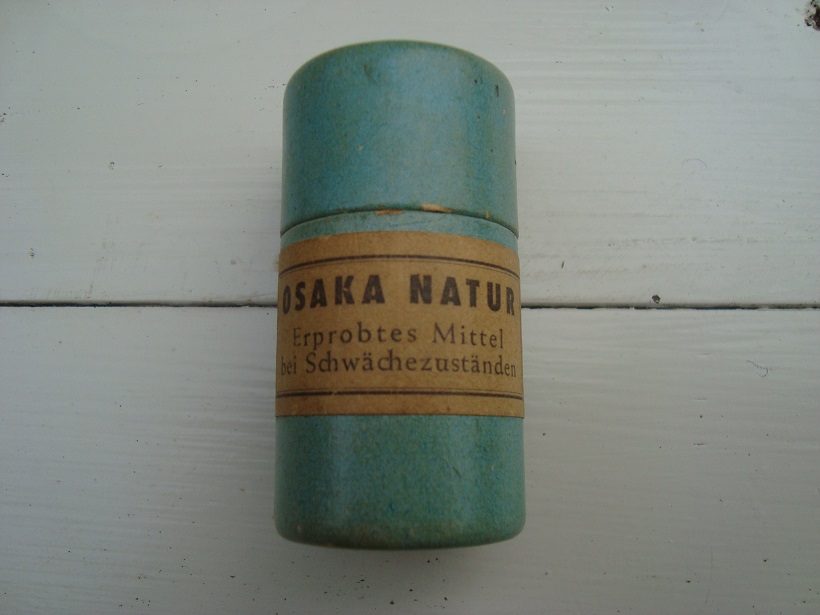 OSAKA NATUR
Erprobtes Mittel
bei Schwächezuständen